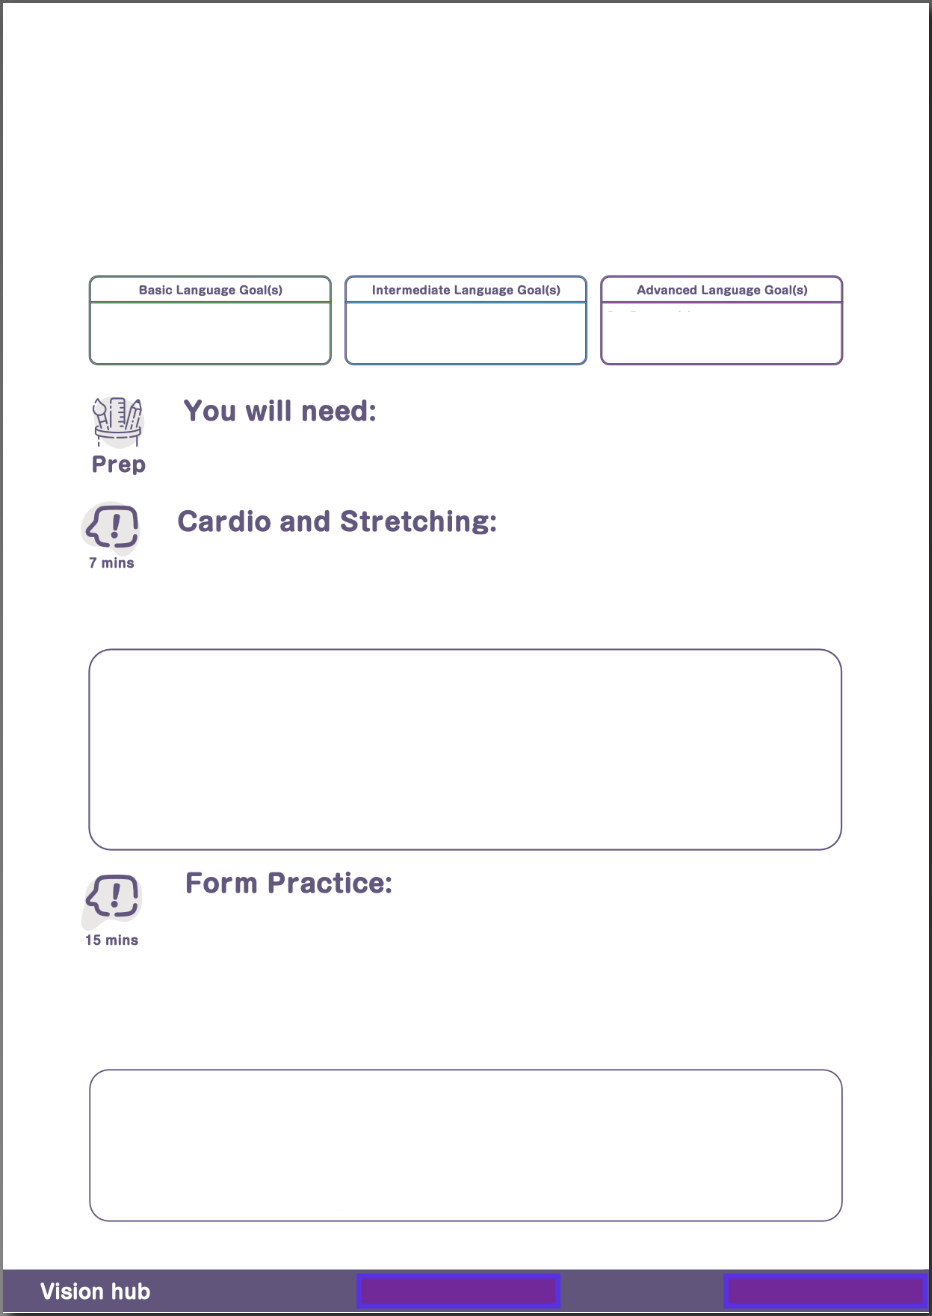 Basic Language Goal(s)
Intermediate Language Goal(s)
Advanced Language Goal(s)
You will need:
Prep
Cardio and Stretching:
7 mins
Form Practice:
15 mins
Vision hub